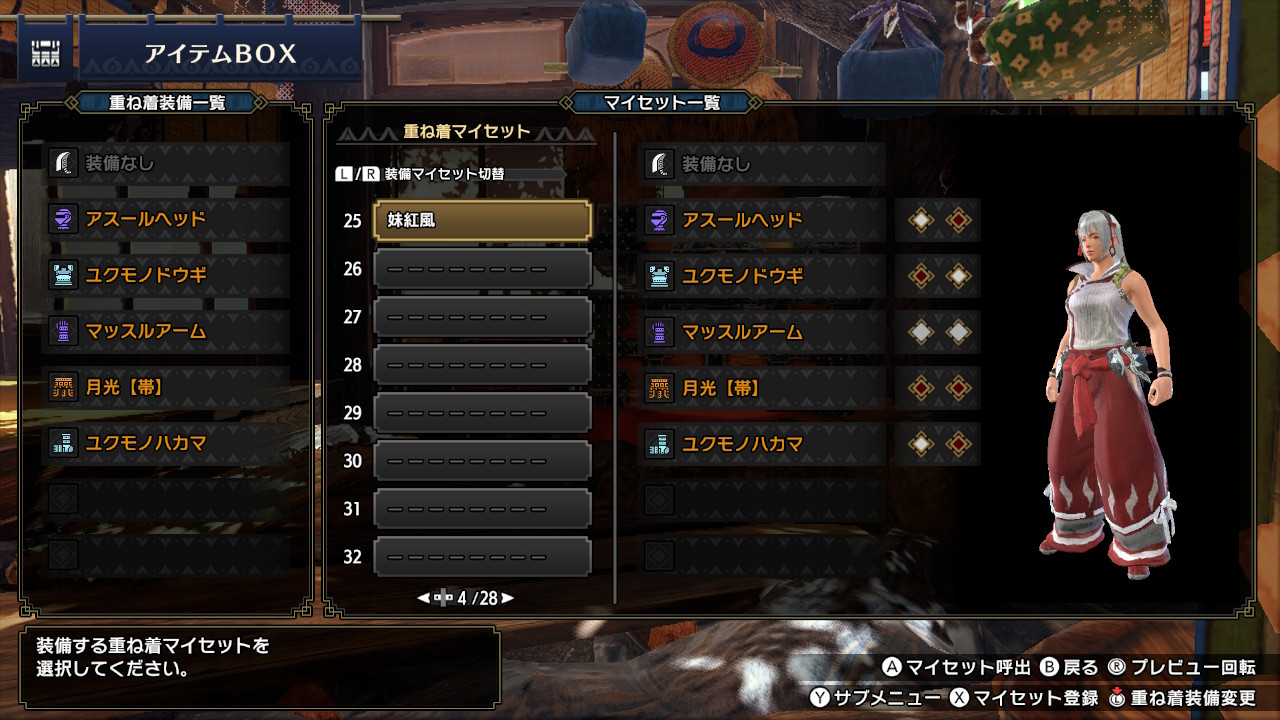 アイテムBOX
重ね着装備一覧
装備なし
アスールヘッド
ユクモノドウギ
マッスルアーム
月光【帯】
ユクモノハカマ
マイセット一覧
重ね着マイセット
L/R 装備マイセット切替
25 妹紅風
26 --------
27 --------
28 --------
29 --------
30 --------
31 --------
32 --------
4/28
装備なし
アスールヘッド
ユクモノドウギ
マッスルアーム
月光【帯】
ユクモノハカマ
装備する重ね着マイセットを
選択してください。
A マイセット呼出 B 戻る R プレビュー回転
Y サブメニュー X マイセット登録 L 重ね着装備変更